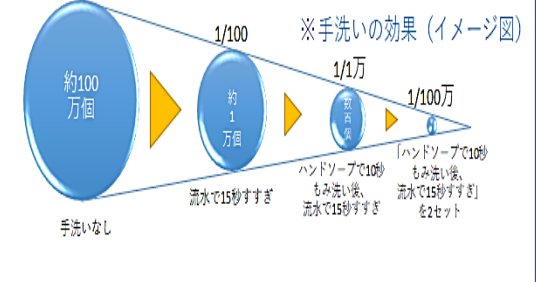 ※手洗いの効果（イメージ図）
約100
万個
手洗いなし
1/100
約
1
万個
流水で15秒すすぎ
1/1万
数
百
個
ハンドソープで10秒
もみ洗い後、
流水で15秒すすぎ
1/100万
「ハンドソープで10秒
もみ洗い後、
流水で15秒すすぎ」
を2セット